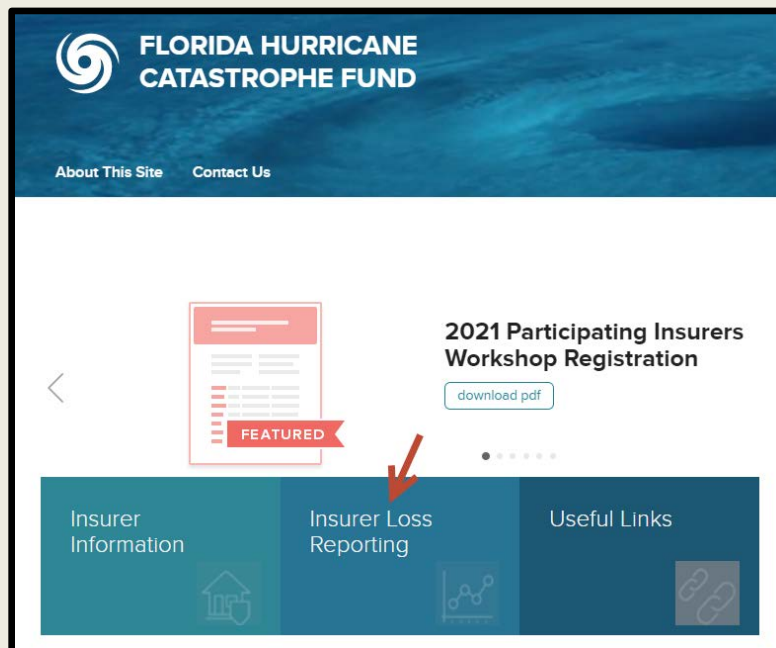 FLORIDA HURRICANE
CATASTROPHE FUND
About This Site Contact Us
2021 Participating Insurers
Workshop Registration
download pdf
FEATURED
Insurer
Information
Insurer Loss
Reporting
Useful Links